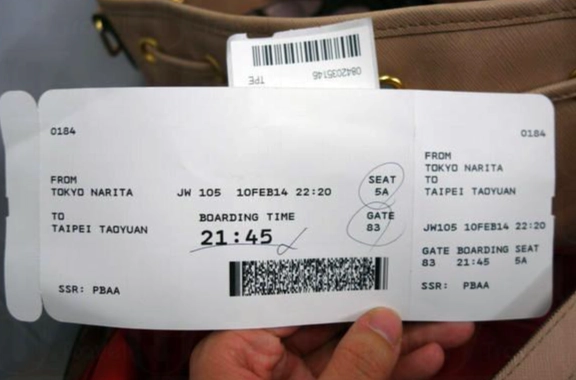 0842035146
TPE
0184
FROM
TOKYO NARITA
JW 105 10FEB14 22:20
SEAT
5A
TO
TAIPEI TAOYUAN
BOARDING TIME
21:45
GATE
83
SSR: PBAA
0184
FROM
TOKYO NARITA
TO
TAIPEI TAOYUAN
JW105 10FEB14 22:20
GATE BOARDING SEAT
83 21:45 5A
SSR: PBAA